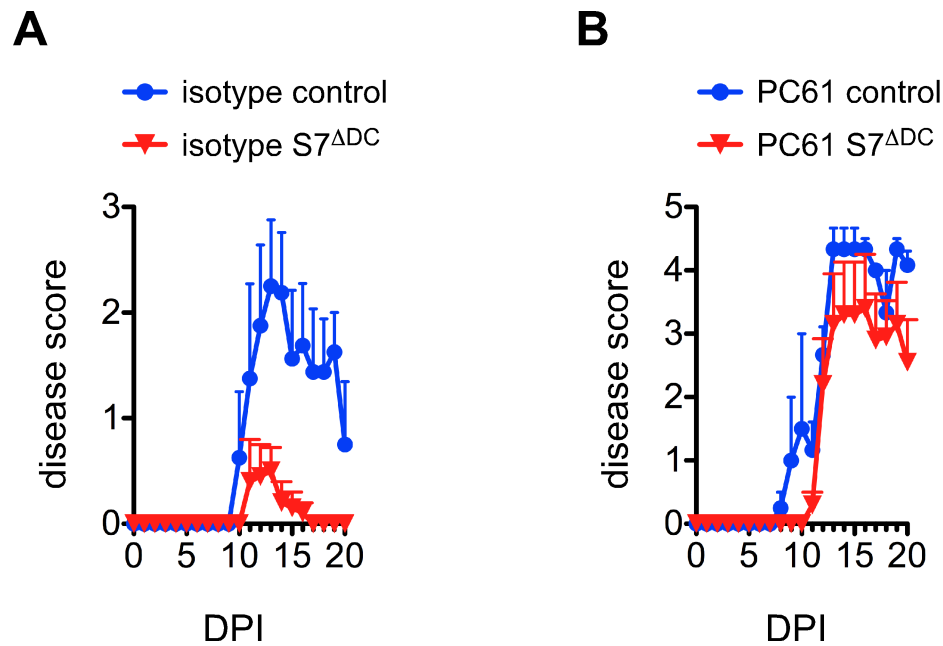 A
isotype control
isotype S7ΔDC
disease score
3
2
1
0
0 5 10 15 20
DPI
B
PC61 control
PC61 S7ΔDC
disease score
5
4
3
2
1
0
0 5 10 15 20
DPI